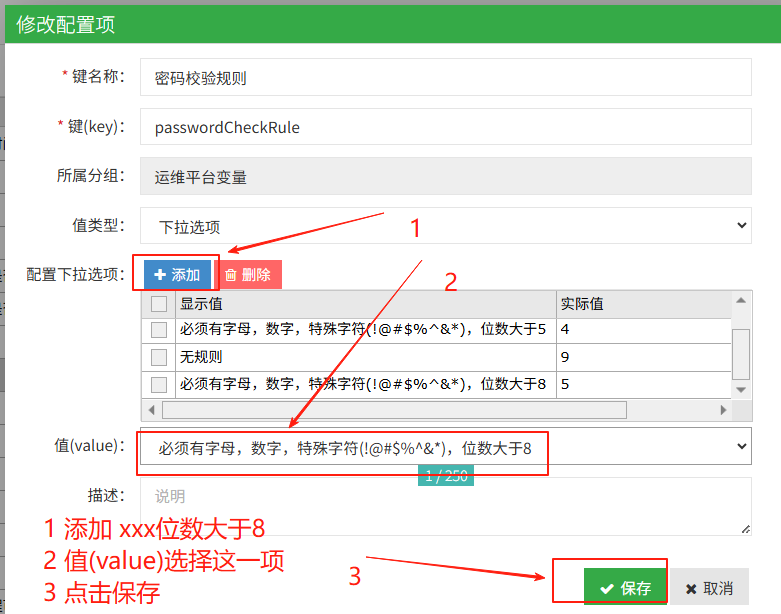 修改配置项
* 键名称： 密码校验规则
* 键(key)： passwordCheckRule
所属分组： 运维平台变量
值类型： 下拉选项
1
配置下拉选项： 添加 删除
2
显示值 实际值
必须有字母，数字，特殊字符(!@#$%^&*)，位数大于5 4
无规则 9
必须有字母，数字，特殊字符(!@#$%^&*)，位数大于8 5
值(value)： 必须有字母，数字，特殊字符(!@#$%^&*)，位数大于8
1 / 250
描述： 说明
1 添加 xxx位数大于8
2 值(value)选择这一项
3 点击保存
3
保存 取消